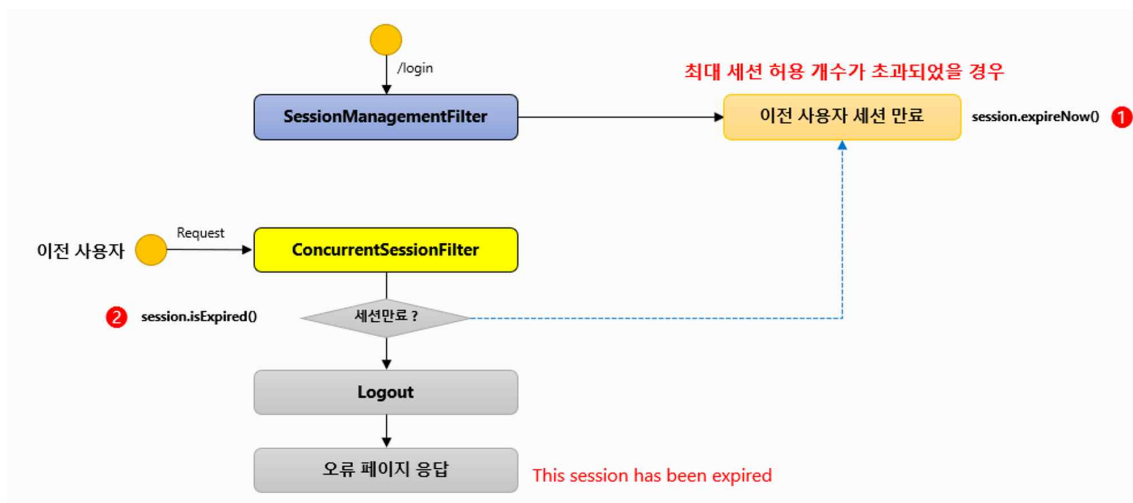 /login
최대 세션 허용 개수가 초과되었을 경우
SessionManagementFilter
이전 사용자 세션 만료
session.expireNow()
1
이전 사용자
Request
ConcurrentSessionFilter
2
session.isExpired()
세션만료 ?
Logout
오류 페이지 응답
This session has been expired